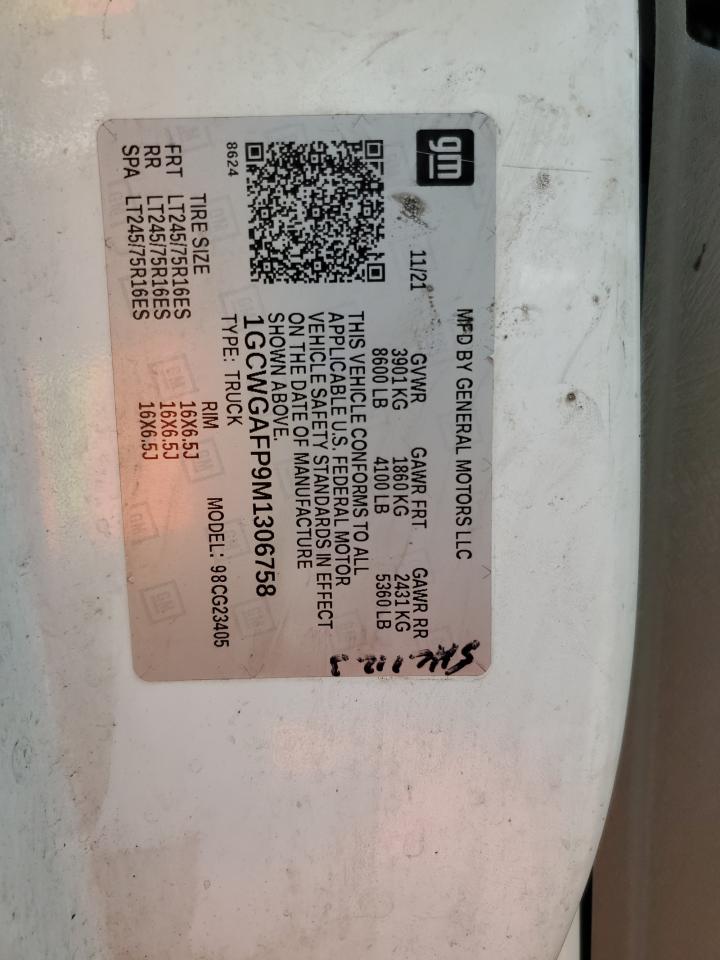 gm
MFD BY GENERAL MOTORS LLC
11/21 GVWR GAWR FRT GAWR RR
3901 KG 1860 KG 2431 KG
8600 LB 4100 LB 5360 LB
THIS VEHICLE CONFORMS TO ALL
APPLICABLE U.S. FEDERAL MOTOR
VEHICLE SAFETY STANDARDS IN EFFECT
ON THE DATE OF MANUFACTURE
SHOWN ABOVE.
1GCWGAFP9M1306758
8624 TYPE: TRUCK MODEL: 98CG23405
TIRE SIZE RIM
FRT LT245/75R16ES 16X6.5J
RR LT245/75R16ES 16X6.5J
SPA LT245/75R16ES 16X6.5J